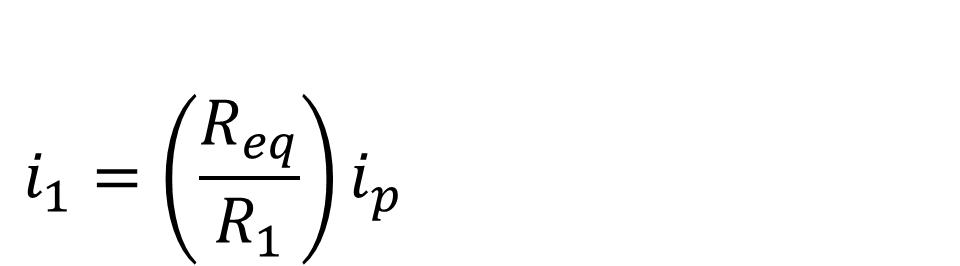 i₁ = (R_eq / R₁) i_p